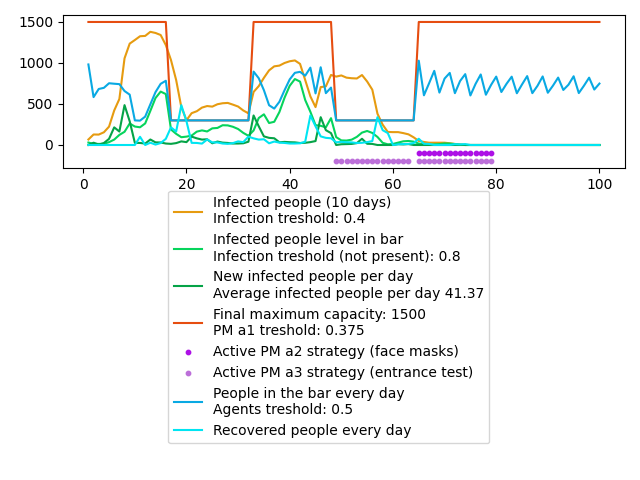 1500
1000
500
0
0 20 40 60 80 100
Infected people (10 days)
Infection treshold: 0.4
Infected people level in bar
Infection treshold (not present): 0.8
New infected people per day
Average infected people per day 41.37
Final maximum capacity: 1500
PM a1 treshold: 0.375
Active PM a2 strategy (face masks)
Active PM a3 strategy (entrance test)
People in the bar every day
Agents treshold: 0.5
Recovered people every day